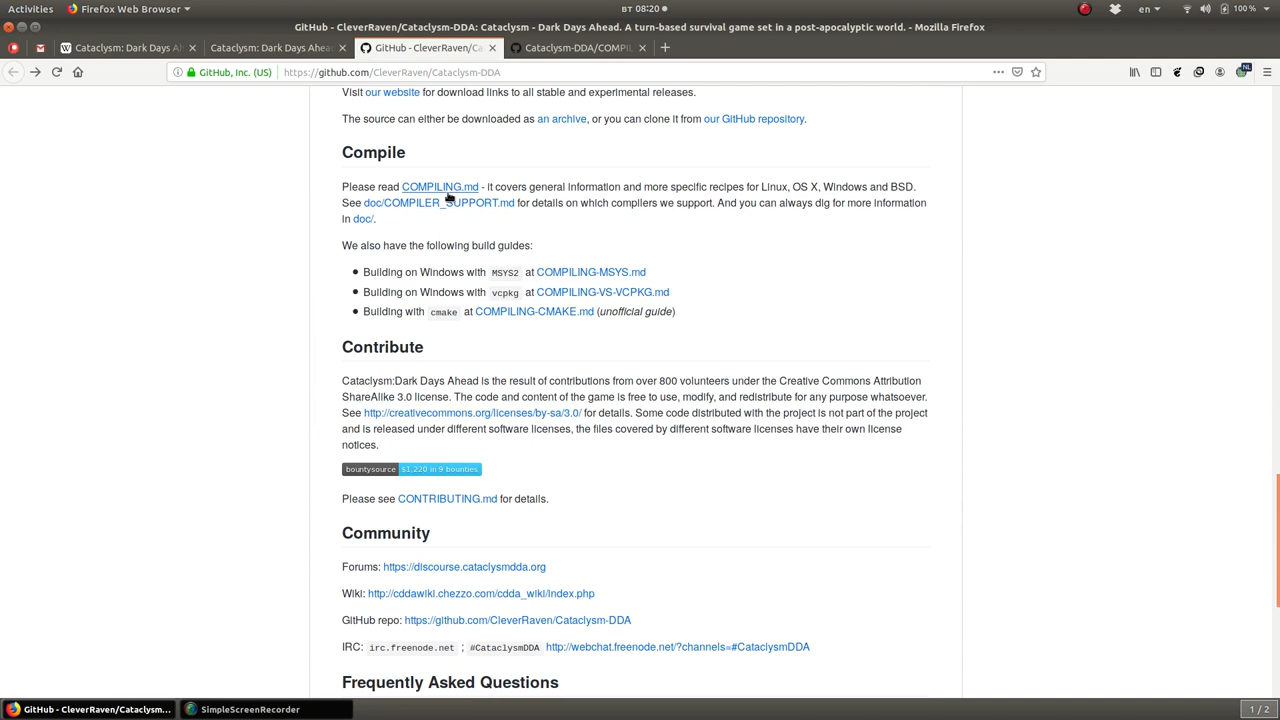 Activities Firefox Web Browser вт 08:20 en 100 %
GitHub - CleverRaven/Cataclysm-DDA: Cataclysm - Dark Days Ahead. A turn-based survival game set in a post-apocalyptic world. - Mozilla Firefox
Cataclysm: Dark Days Ah Cataclysm: Dark Days Ahead GitHub - CleverRaven/Ca Cataclysm-DDA/COMPIL
GitHub, Inc. (US) https://github.com/CleverRaven/Cataclysm-DDA NL
Visit our website for download links to all stable and experimental releases.
The source can either be downloaded as an archive, or you can clone it from our GitHub repository.
Compile
Please read COMPILING.md - it covers general information and more specific recipes for Linux, OS X, Windows and BSD.
See doc/COMPILER_SUPPORT.md for details on which compilers we support. And you can always dig for more information
in doc/.
We also have the following build guides:
• Building on Windows with MSYS2 at COMPILING-MSYS.md
• Building on Windows with vcpkg at COMPILING-VS-VCPKG.md
• Building with cmake at COMPILING-CMAKE.md (unofficial guide)
Contribute
Cataclysm:Dark Days Ahead is the result of contributions from over 800 volunteers under the Creative Commons Attribution
ShareAlike 3.0 license. The code and content of the game is free to use, modify, and redistribute for any purpose whatsoever.
See http://creativecommons.org/licenses/by-sa/3.0/ for details. Some code distributed with the project is not part of the project
and is released under different software licenses, the files covered by different software licenses have their own license
notices.
bountysource $1,220 in 9 bounties
Please see CONTRIBUTING.md for details.
Community
Forums: https://discourse.cataclysmdda.org
Wiki: http://cddawiki.chezzo.com/cdda_wiki/index.php
GitHub repo: https://github.com/CleverRaven/Cataclysm-DDA
IRC: irc.freenode.net ; #CataclysmDDA http://webchat.freenode.net/?channels=#CataclysmDDA
Frequently Asked Questions
GitHub - CleverRaven/Cataclysm... SimpleScreenRecorder 1 / 2